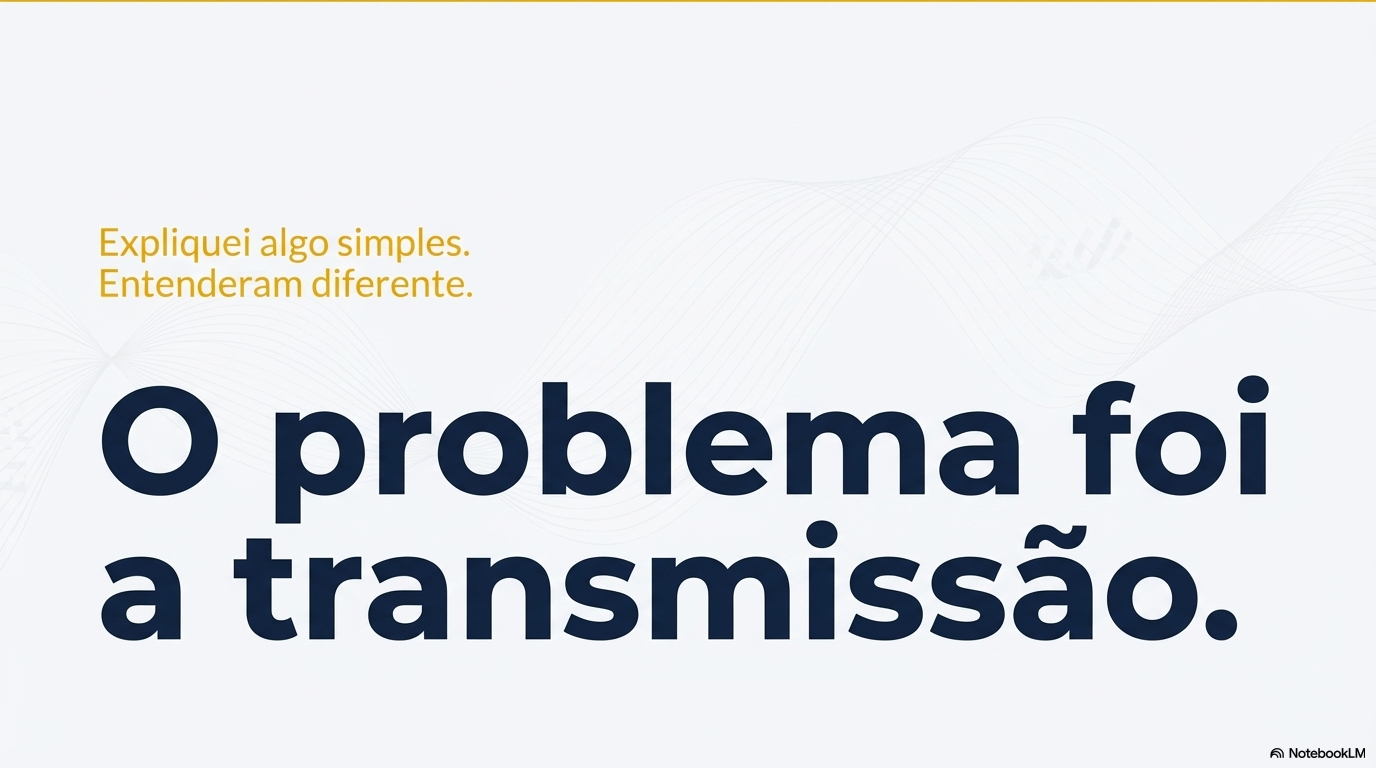 Expliquei algo simples.
Entenderam diferente.
O problema foi
a transmissão.
NotebookLM